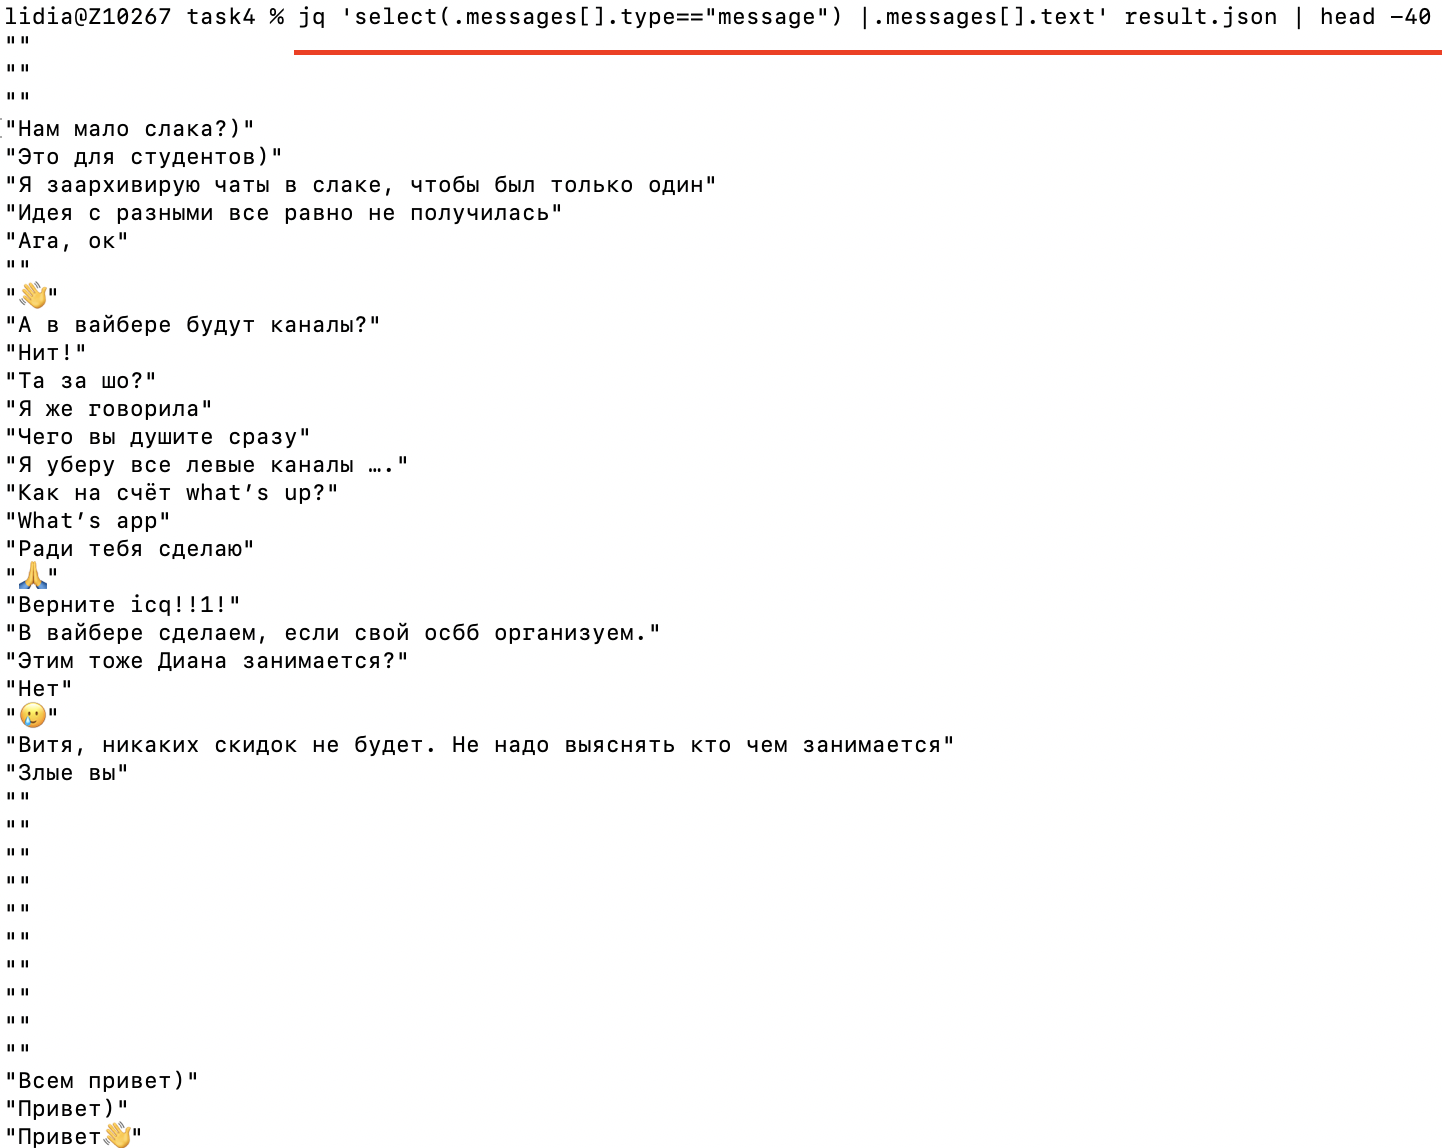 lidia@Z10267 task4 % jq 'select(.messages[].type=="message") |.messages[].text' result.json | head -40
""
""
""
"Нам мало слака?)"
"Это для студентов)"
"Я заархивирую чаты в слаке, чтобы был только один"
"Идея с разными все равно не получилась"
"Ага, ок"
""
"👋"
"А в вайбере будут каналы?"
"Нит!"
"Та за шо?"
"Я же говорила"
"Чего вы душите сразу"
"Я уберу все левые каналы …."
"Как на счёт what’s up?"
"What’s app"
"Ради тебя сделаю"
"🙏"
"Верните icq!!1!"
"В вайбере сделаем, если свой осбб организуем."
"Этим тоже Диана занимается?"
"Нет"
"🥲"
"Витя, никаких скидок не будет. Не надо выяснять кто чем занимается"
"Злые вы"
""
""
""
""
""
""
""
""
""
""
"Всем привет)"
"Привет)"
"Привет👋"